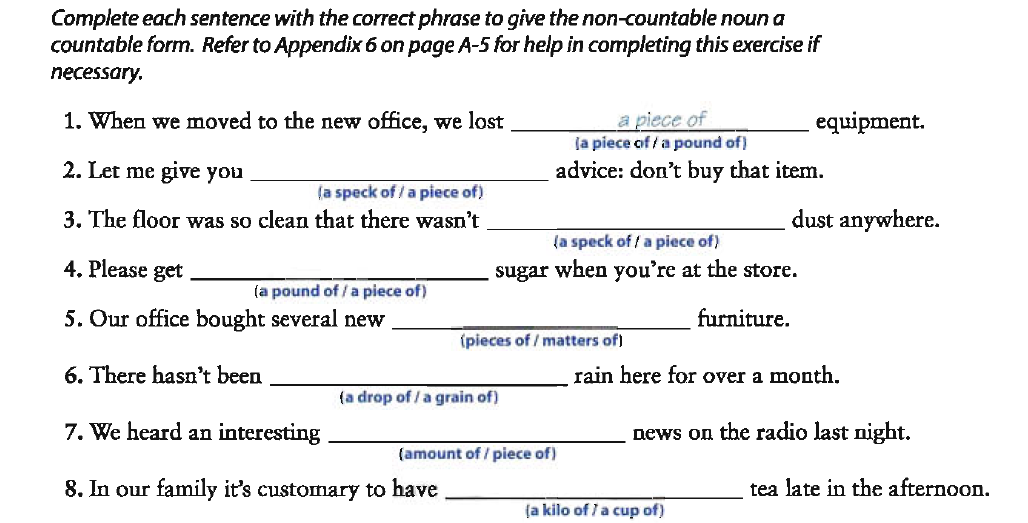 Complete each sentence with the correct phrase to give the non-countable noun a
countable form. Refer to Appendix 6 on page A-5 for help in completing this exercise if
necessary.
1. When we moved to the new office, we lost a piece of equipment.
(a piece of / a pound of)
2. Let me give you ____________ advice: don't buy that item.
(a speck of / a piece of)
3. The floor was so clean that there wasn't ____________ dust anywhere.
(a speck of / a piece of)
4. Please get ____________ sugar when you're at the store.
(a pound of / a piece of)
5. Our office bought several new ____________ furniture.
(pieces of / matters of)
6. There hasn't been ____________ rain here for over a month.
(a drop of / a grain of)
7. We heard an interesting ____________ news on the radio last night.
(amount of / piece of)
8. In our family it's customary to have ____________ tea late in the afternoon.
(a kilo of / a cup of)